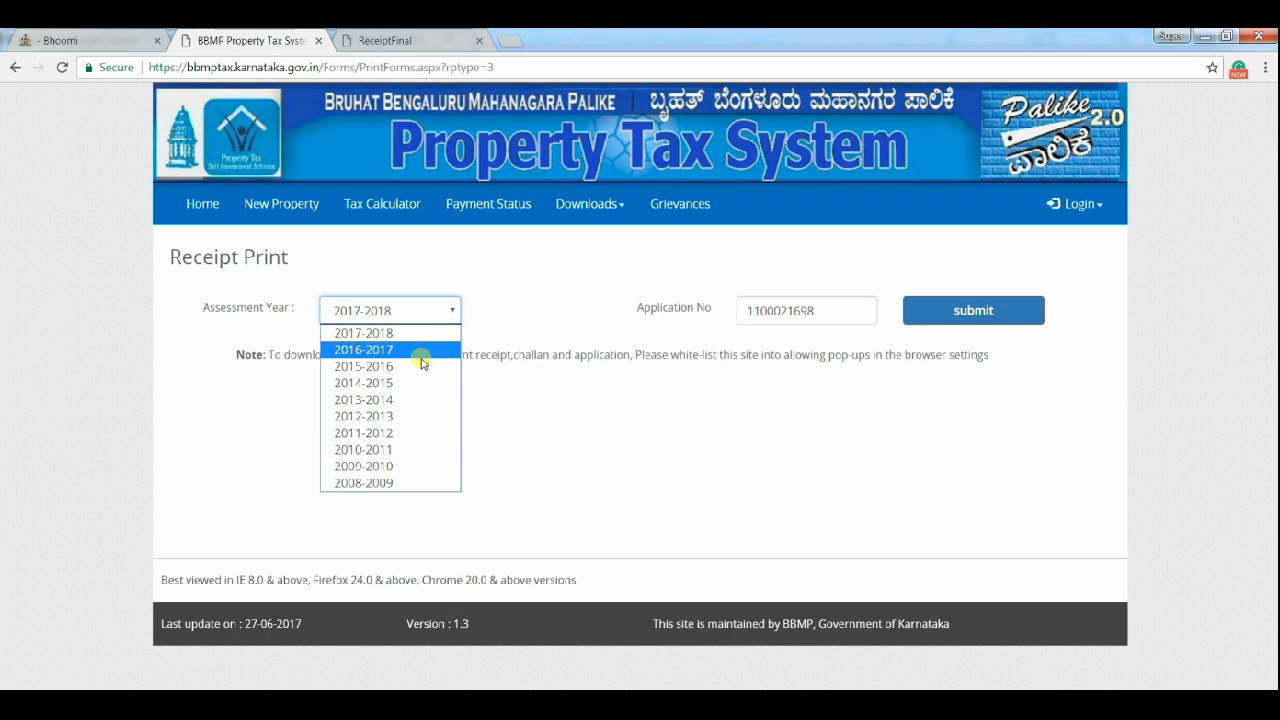 - Bhoomi
BBMP Property Tax Syste
ReceiptFinal
Super
Secure
https://bbmptax.karnataka.gov.in/Forms/PrintForms.aspx?rptype=3
NEW
BRUHAT BENGALURU MAHANAGARA PALIKE
ಬೃಹತ್ ಬೆಂಗಳೂರು ಮಹಾನಗರ ಪಾಲಿಕೆ
Property Tax System
Property Tax
Self Assessment Scheme
Palike
2.0
ಪಾಲಿಕೆ
Home
New Property
Tax Calculator
Payment Status
Downloads
Grievances
Login
Receipt Print
Assessment Year :
2017-2018
Application No
1100021698
submit
2017-2018
2016-2017
2015-2016
2014-2015
2013-2014
2012-2013
2011-2012
2010-2011
2009-2010
2008-2009
Note: To downlo
nt receipt,challan and application, Please white-list this site into allowing pop-ups in the browser settings
Best viewed in IE 8.0 & above, Firefox 24.0 & above, Chrome 20.0 & above versions
Last update on : 27-06-2017
Version : 1.3
This site is maintained by BBMP, Government of Karnataka